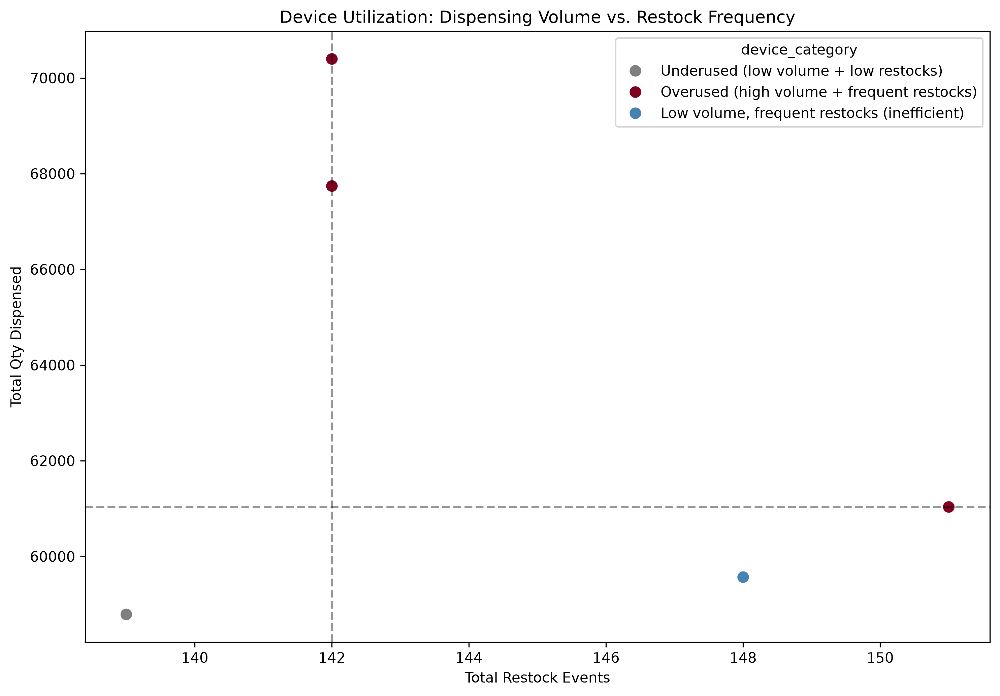 Device Utilization: Dispensing Volume vs. Restock Frequency
device_category
Underused (low volume + low restocks)
Overused (high volume + frequent restocks)
Low volume, frequent restocks (inefficient)
Total Qty Dispensed
70000
68000
66000
64000
62000
60000
140 142 144 146 148 150
Total Restock Events